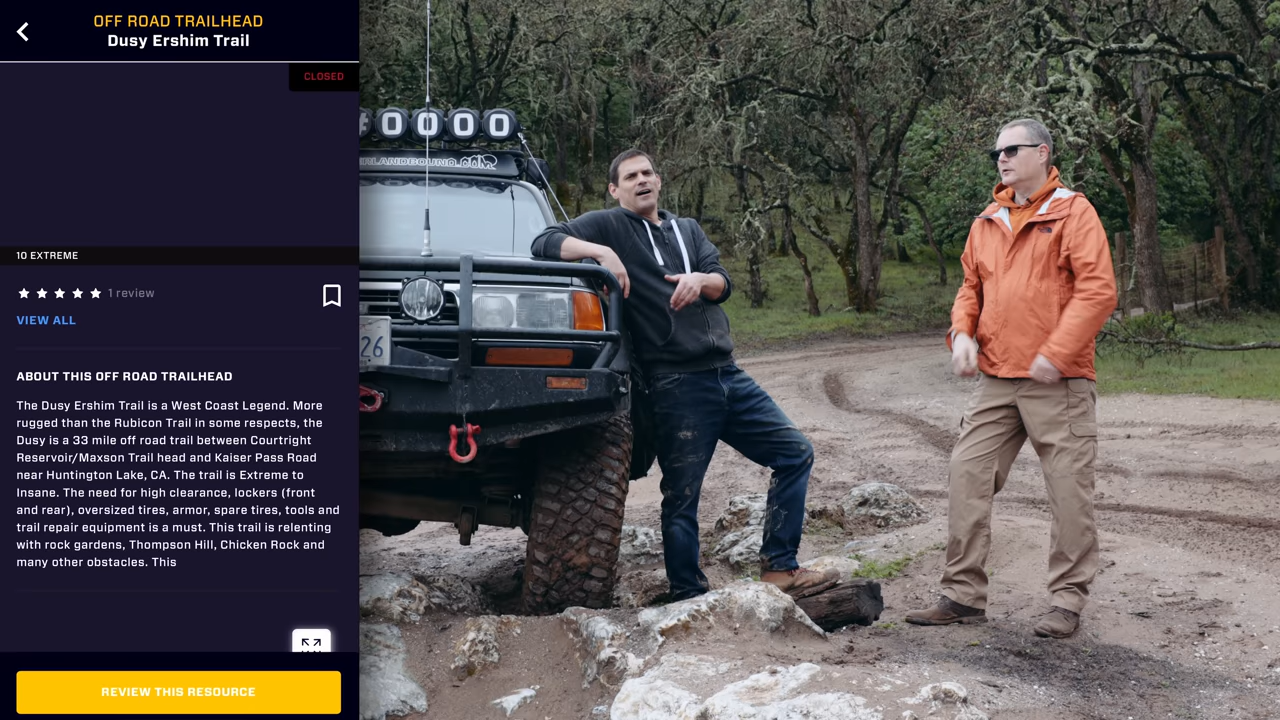 OFF ROAD TRAILHEAD
Dusy Ershim Trail
CLOSED
10 EXTREME
1 review
VIEW ALL
ABOUT THIS OFF ROAD TRAILHEAD
The Dusy Ershim Trail is a West Coast Legend. More
rugged than the Rubicon Trail in some respects, the
Dusy is a 33 mile off road trail between Courtright
Reservoir/Maxson Trail head and Kaiser Pass Road
near Huntington Lake, CA. The trail is Extreme to
Insane. The need for high clearance, lockers (front
and rear), oversized tires, armor, spare tires, tools and
trail repair equipment is a must. This trail is relenting
with rock gardens, Thompson Hill, Chicken Rock and
many other obstacles. This
REVIEW THIS RESOURCE
#0000
RLANDBOUND.COM
26